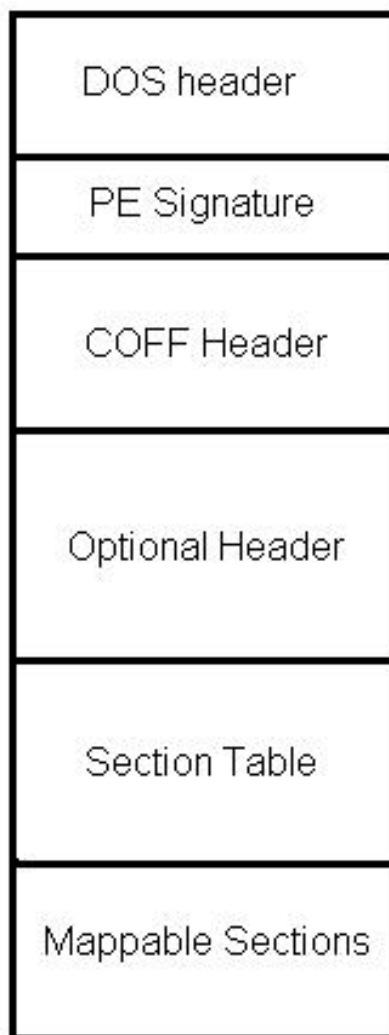 DOS header
PE Signature
COFF Header
Optional Header
Section Table
Mappable Sections